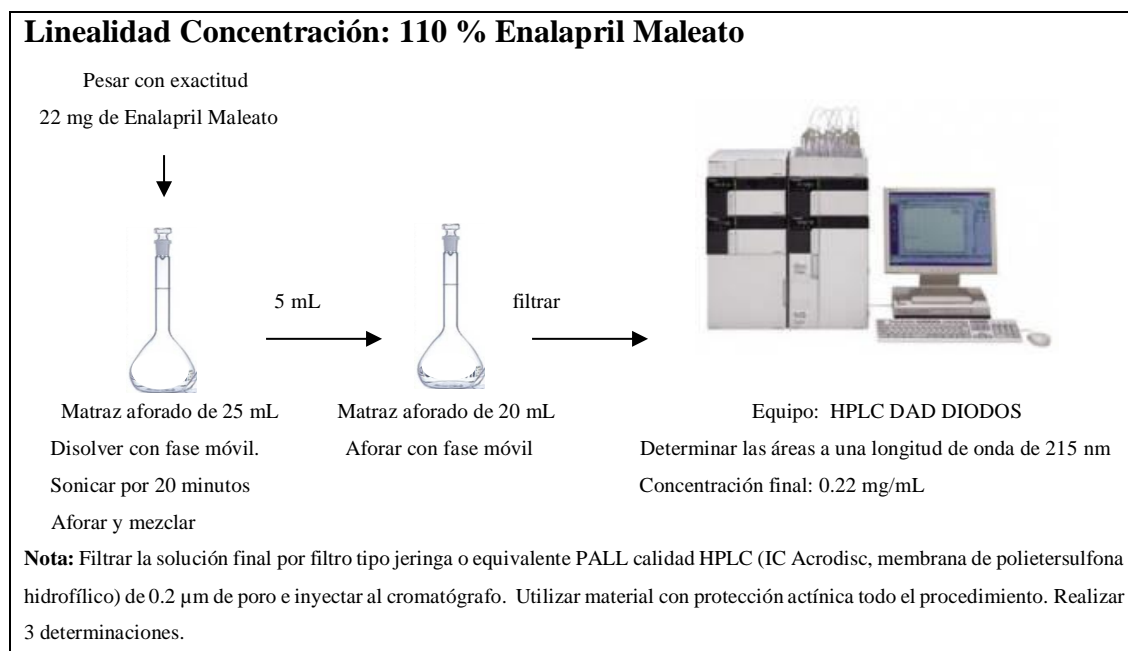 Linealidad Concentración: 110 % Enalapril Maleato
Pesar con exactitud
22 mg de Enalapril Maleato
5 mL
filtrar
Matraz aforado de 25 mL
Disolver con fase móvil.
Sonicar por 20 minutos
Aforar y mezclar
Matraz aforado de 20 mL
Aforar con fase móvil
Equipo: HPLC DAD DIODOS
Determinar las áreas a una longitud de onda de 215 nm
Concentración final: 0.22 mg/mL
Nota: Filtrar la solución final por filtro tipo jeringa o equivalente PALL calidad HPLC (IC Acrodisc, membrana de polietersulfona
hidrofílico) de 0.2 µm de poro e inyectar al cromatógrafo. Utilizar material con protección actínica todo el procedimiento. Realizar
3 determinaciones.